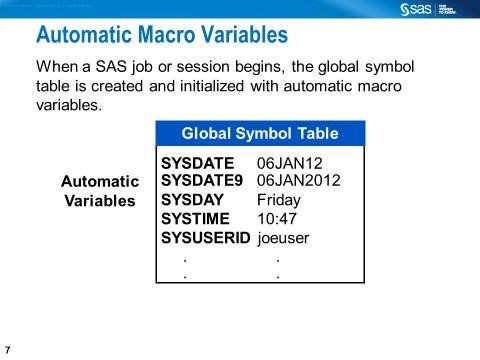 sas THE POWER TO KNOW.
Automatic Macro Variables
When a SAS job or session begins, the global symbol
table is created and initialized with automatic macro
variables.
Global Symbol Table
Automatic
Variables
SYSDATE 06JAN12
SYSDATE9 06JAN2012
SYSDAY Friday
SYSTIME 10:47
SYSUSERID joeuser
. .
. .
7